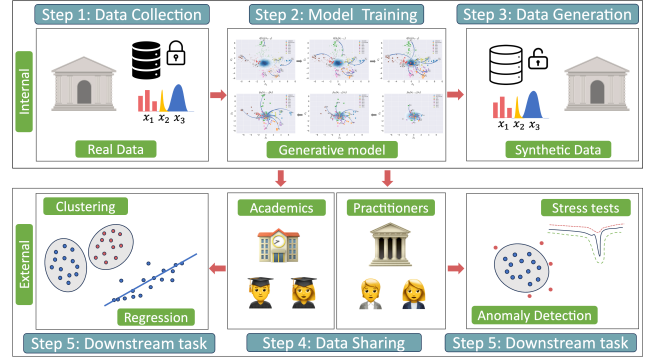 Step 1: Data Collection
Step 2: Model Training
Step 3: Data Generation
Internal
x1 x2 x3
Real Data
Generative model
x1 x2 x3
Synthetic Data
External
Clustering
Regression
Academics
Practitioners
Stress tests
Anomaly Detection
Step 5: Downstream task
Step 4: Data Sharing
Step 5: Downstream task